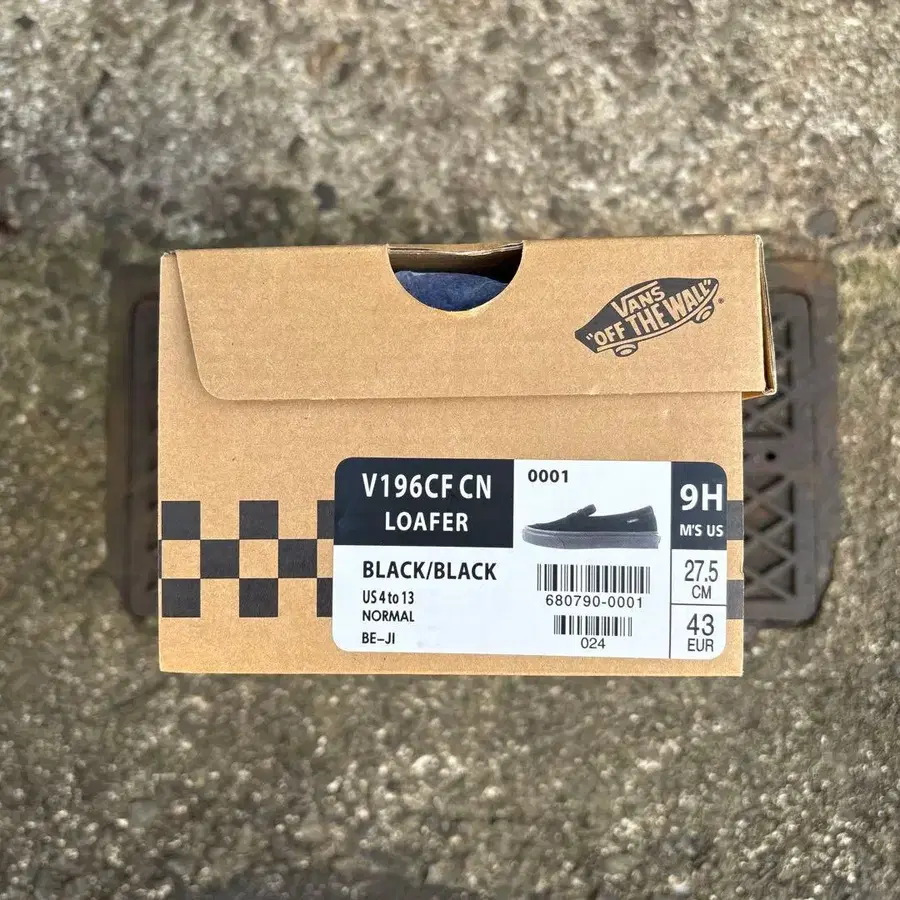 VANS
"OFF THE WALL"
®
V196CF CN
LOAFER
0001
9H
M'S US
BLACK/BLACK
US 4 to 13
NORMAL
BE-JI
680790-0001
024
27.5
CM
43
EUR